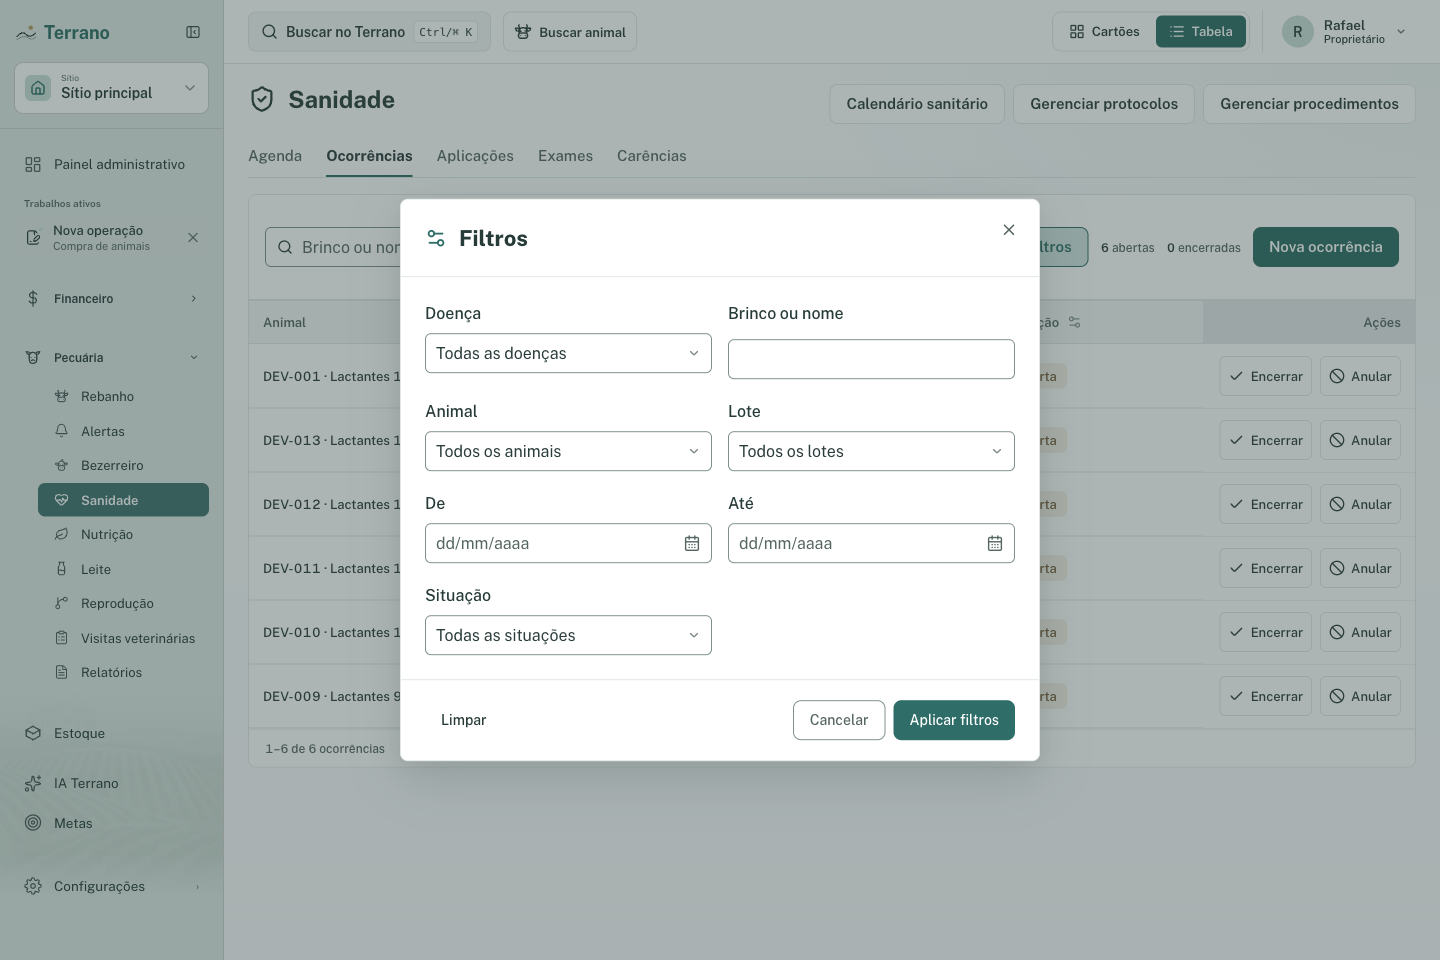 Terrano
Buscar no Terrano
Ctrl/⌘ K
Buscar animal
Cartões
Tabela
R
Rafael
Proprietário
Sítio
Sítio principal
Painel administrativo
Trabalhos ativos
Nova operação
Compra de animais
Financeiro
Pecuária
Rebanho
Alertas
Bezerreiro
Sanidade
Nutrição
Leite
Reprodução
Visitas veterinárias
Relatórios
Estoque
IA Terrano
Metas
Configurações
Sanidade
Calendário sanitário
Gerenciar protocolos
Gerenciar procedimentos
Agenda
Ocorrências
Aplicações
Exames
Carências
Brinco ou nor
ltros
6 abertas
0 encerradas
Nova ocorrência
Animal
ção
Ações
DEV-001 · Lactantes 1
rta
Encerrar
Anular
DEV-013 · Lactantes 1
rta
Encerrar
Anular
DEV-012 · Lactantes 1
rta
Encerrar
Anular
DEV-011 · Lactantes 1
rta
Encerrar
Anular
DEV-010 · Lactantes 1
rta
Encerrar
Anular
DEV-009 · Lactantes 9
rta
Encerrar
Anular
1–6 de 6 ocorrências
Filtros
Doença
Todas as doenças
Brinco ou nome
Animal
Todos os animais
Lote
Todos os lotes
De
dd/mm/aaaa
Até
dd/mm/aaaa
Situação
Todas as situações
Limpar
Cancelar
Aplicar filtros